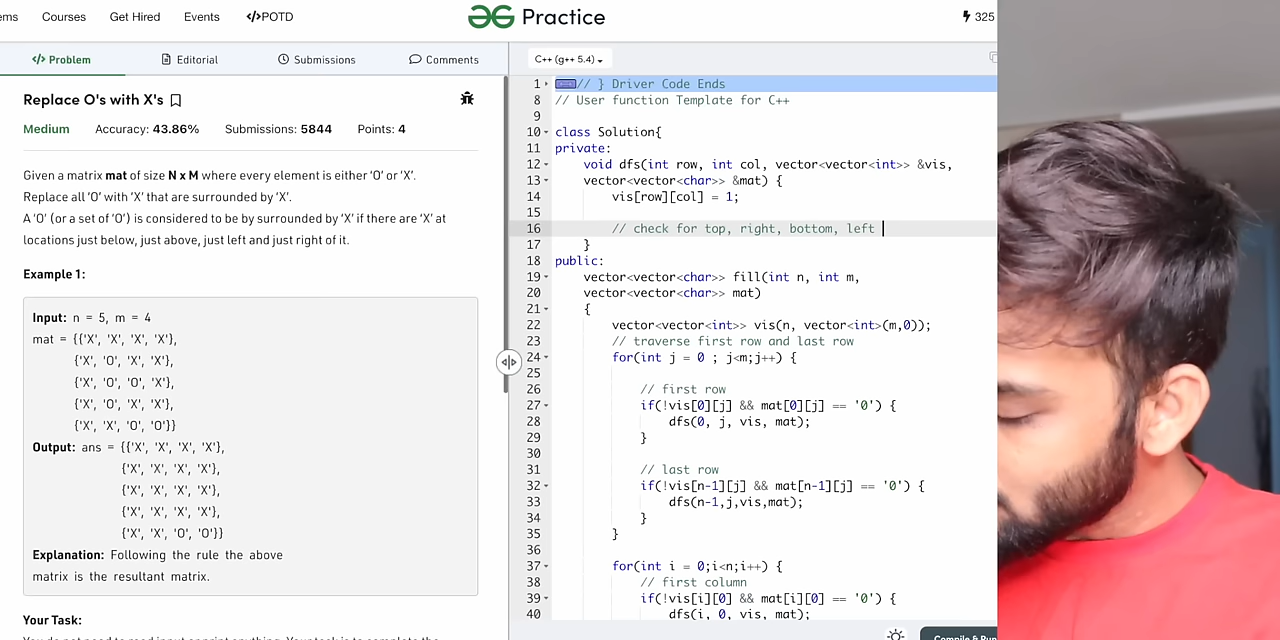 Courses Get Hired Events </>POTD Practice 325
</> Problem Editorial Submissions Comments
C++ (g++ 5.4)
Replace O's with X's
Medium Accuracy: 43.86% Submissions: 5844 Points: 4
Given a matrix mat of size N x M where every element is either 'O' or 'X'.
Replace all 'O' with 'X' that are surrounded by 'X'.
A 'O' (or a set of 'O') is considered to be by surrounded by 'X' if there are 'X' at
locations just below, just above, just left and just right of it.
Example 1:
Input: n = 5, m = 4
mat = {{'X', 'X', 'X', 'X'},
{'X', 'O', 'X', 'X'},
{'X', 'O', 'O', 'X'},
{'X', 'O', 'X', 'X'},
{'X', 'X', 'O', 'O'}}
Output: ans = {{'X', 'X', 'X', 'X'},
{'X', 'X', 'X', 'X'},
{'X', 'X', 'X', 'X'},
{'X', 'X', 'X', 'X'},
{'X', 'X', 'O', 'O'}}
Explanation: Following the rule the above
matrix is the resultant matrix.
Your Task:
1 // } Driver Code Ends
8 // User function Template for C++
9
10 class Solution{
11 private:
12 void dfs(int row, int col, vector<vector<int>> &vis,
13 vector<vector<char>> &mat) {
14 vis[row][col] = 1;
15
16 // check for top, right, bottom, left
17 }
18 public:
19 vector<vector<char>> fill(int n, int m,
20 vector<vector<char>> mat)
21 {
22 vector<vector<int>> vis(n, vector<int>(m,0));
23 // traverse first row and last row
24 for(int j = 0 ; j<m;j++) {
25
26 // first row
27 if(!vis[0][j] && mat[0][j] == '0') {
28 dfs(0, j, vis, mat);
29 }
30
31 // last row
32 if(!vis[n-1][j] && mat[n-1][j] == '0') {
33 dfs(n-1,j,vis,mat);
34 }
35 }
36
37 for(int i = 0;i<n;i++) {
38 // first column
39 if(!vis[i][0] && mat[i][0] == '0') {
40 dfs(i, 0, vis, mat);